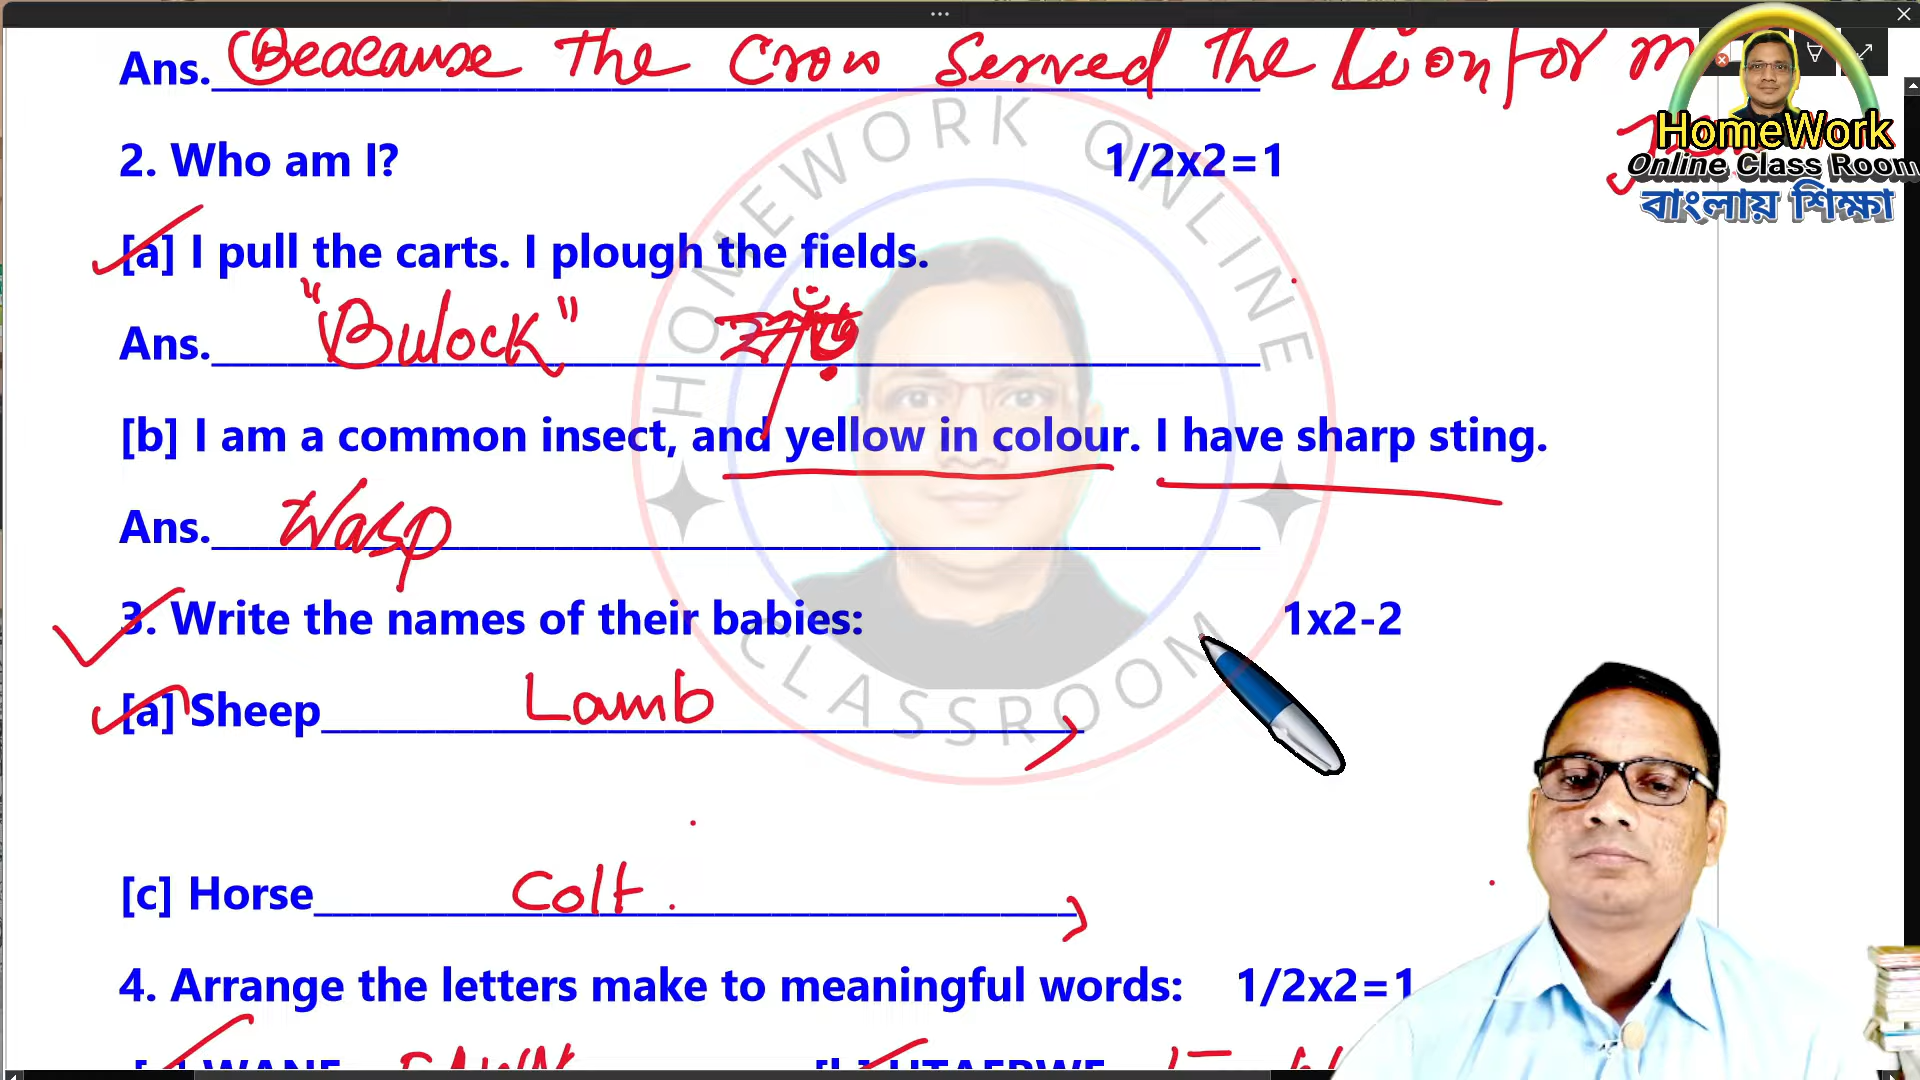 Ans. Beacause The Crow Served The Lion for
HomeWork
Online Class Room
বাংলায় শিক্ষা
2. Who am I? 1/2x2=1
[a] I pull the carts. I plough the fields.
Ans. "Bulock"
[b] I am a common insect, and yellow in colour. I have sharp sting.
Ans. Wasp
3. Write the names of their babies: 1x2-2
[a] Sheep Lamb
[c] Horse Colt.
4. Arrange the letters make to meaningful words: 1/2x2=1
HOMEWORK ONLINE
CLASSROOM